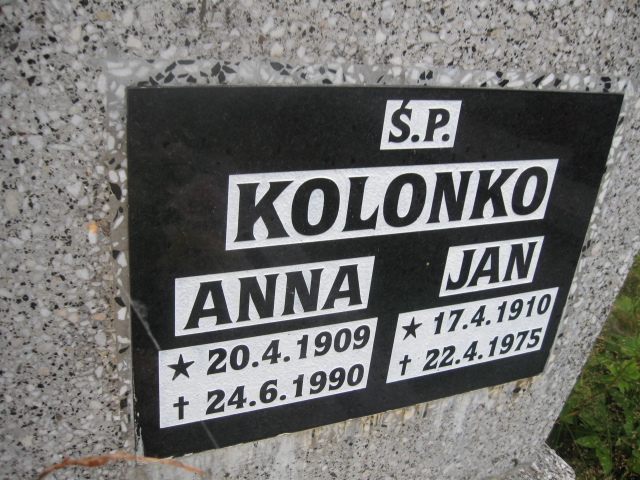 Ś.P.
KOLONKO
ANNA
★ 20.4.1909
† 24.6.1990
JAN
★ 17.4.1910
† 22.4.1975